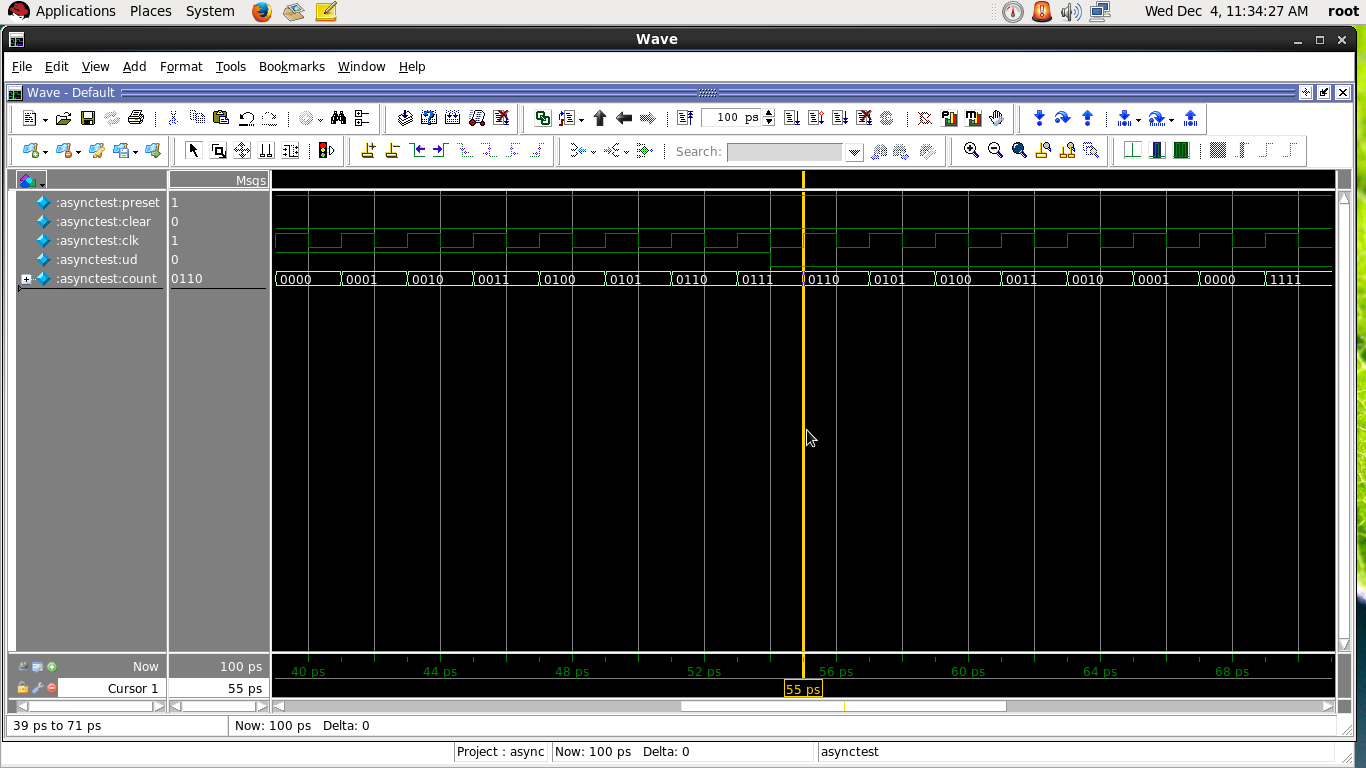 Applications Places System Wed Dec 4, 11:34:27 AM root
Wave
File Edit View Add Format Tools Bookmarks Window Help
Wave - Default
100 ps
Search:
Msgs
:asynctest:preset 1
:asynctest:clear 0
:asynctest:clk 1
:asynctest:ud 0
:asynctest:count 0110 0000 0001 0010 0011 0100 0101 0110 0111 0110 0101 0100 0011 0010 0001 0000 1111
Now 100 ps 40 ps 44 ps 48 ps 52 ps 56 ps 60 ps 64 ps 68 ps
Cursor 1 55 ps 55 ps
39 ps to 71 ps Now: 100 ps Delta: 0
Project : async Now: 100 ps Delta: 0 asynctest